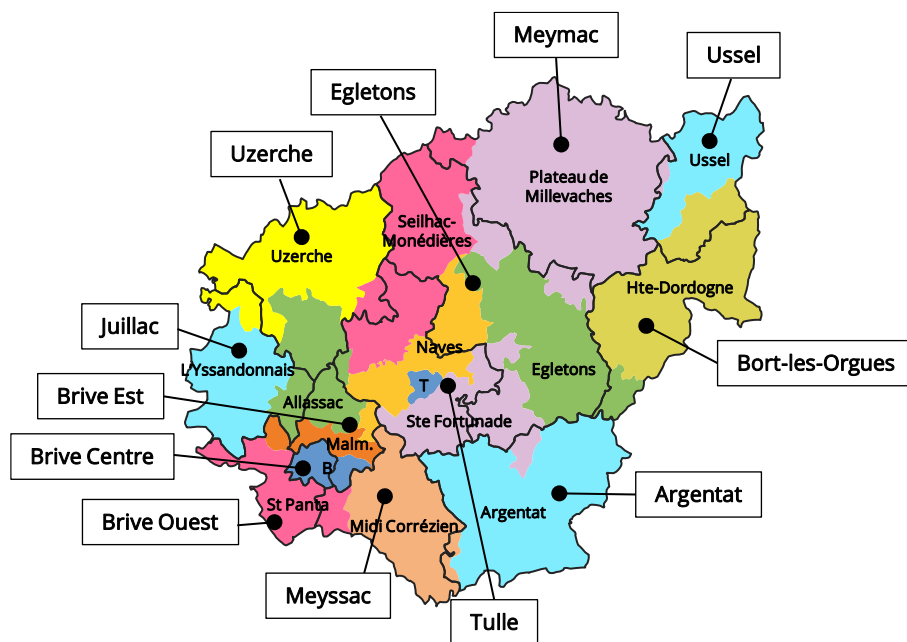 Meymac
Ussel
Egletons
Uzerche
Ussel
Plateau de
Millevaches
Seilhac-
Monédières
Uzerche
Hte-Dordogne
Juillac
Naves
L'Yssandonnais
Egletons
Bort-les-Orgues
T
Brive Est
Allassac
Ste Fortunade
Malm.
Brive Centre
B
Argentat
St Panta
Argentat
Brive Ouest
Midi Corrézien
Meyssac
Tulle